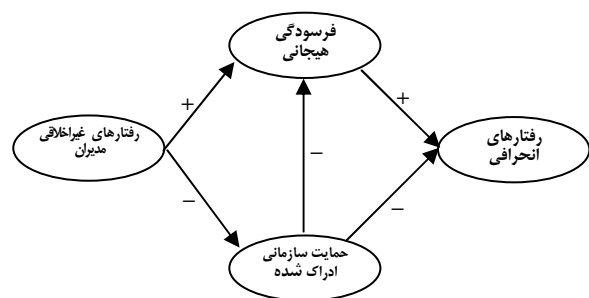 فرسودگی
هیجانی
+
+
رفتارهای غیراخلاقی
مدیران
رفتارهای
انحرافی
–
–
–
حمایت سازمانی
ادراک شده